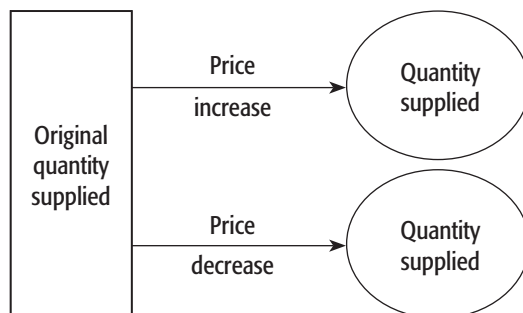 Original
quantity
supplied
Price
increase
Quantity
supplied
Price
decrease
Quantity
supplied